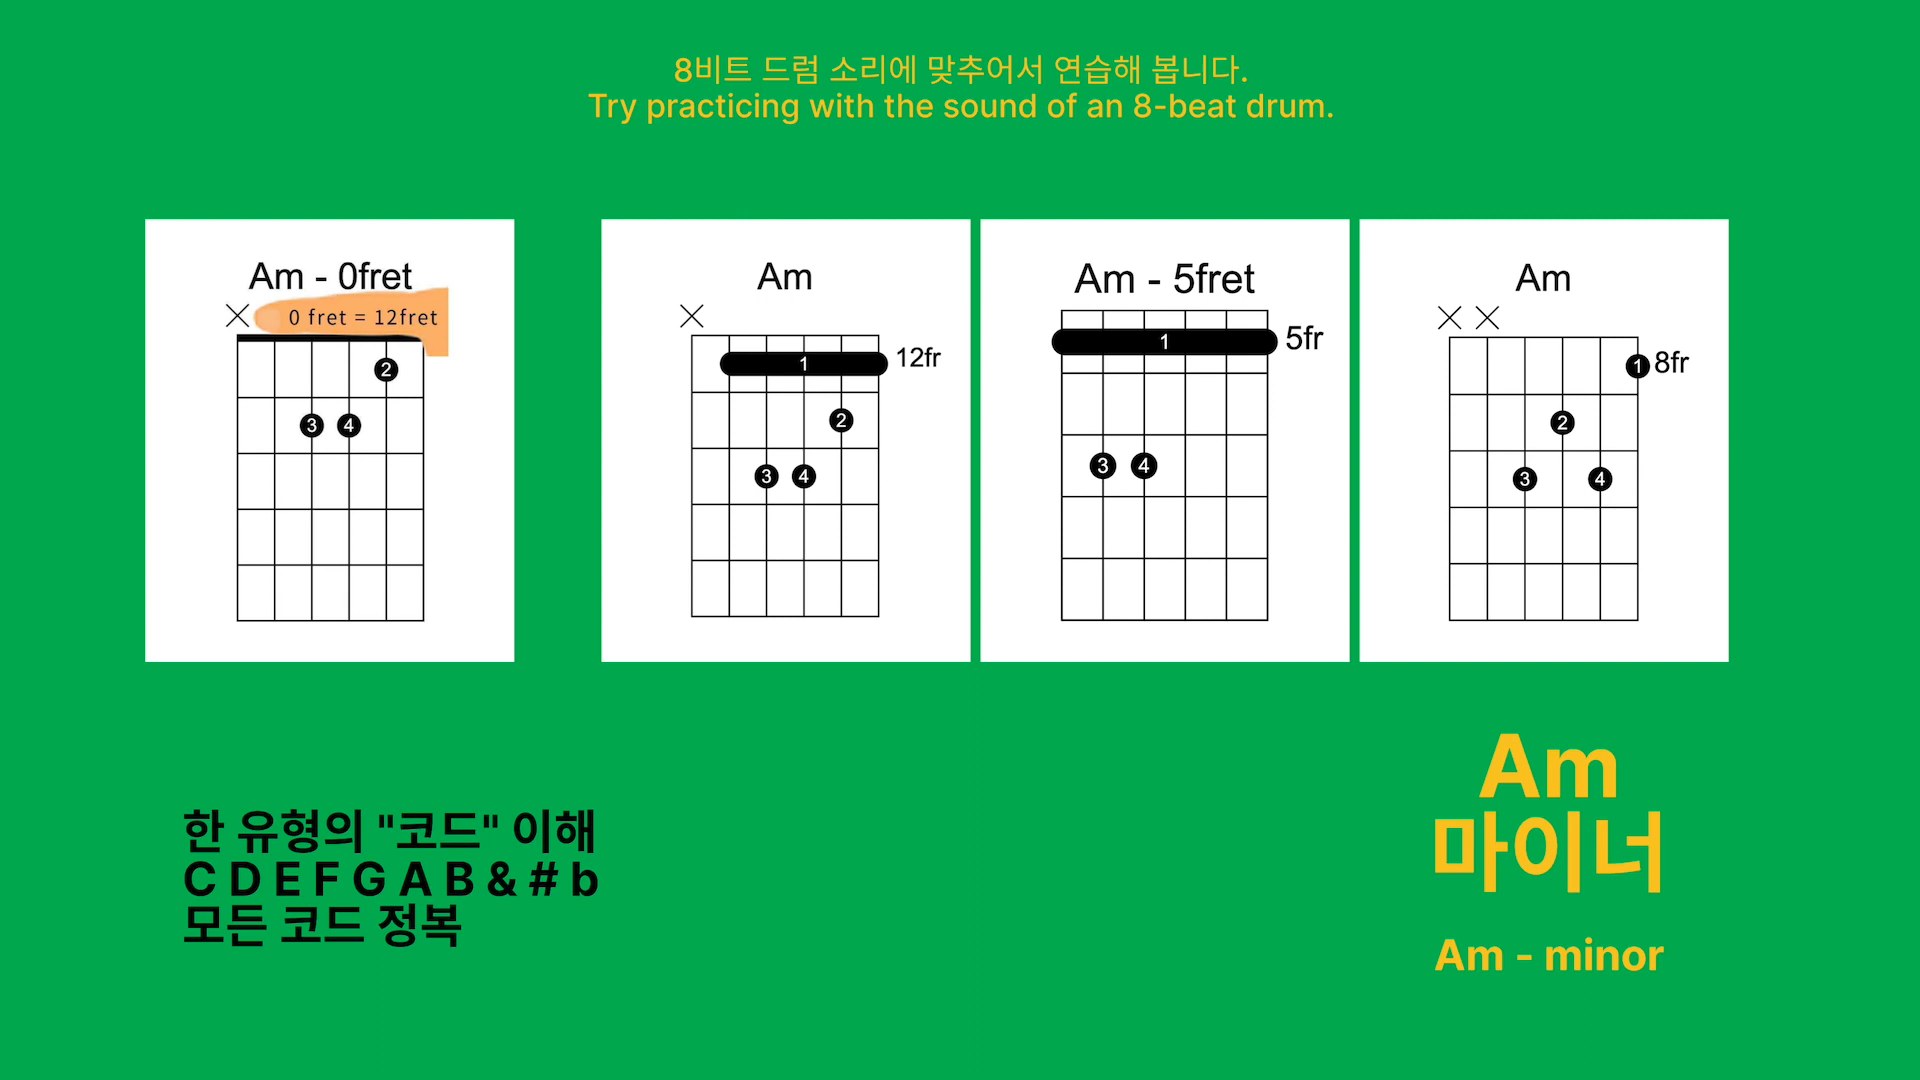 8비트 드럼 소리에 맞추어서 연습해 봅니다.
Try practicing with the sound of an 8-beat drum.
Am - 0fret
0 fret = 12fret
2
3 4
Am
1 12fr
2
3 4
Am - 5fret
1 5fr
3 4
Am
1 8fr
2
3 4
한 유형의 "코드" 이해
C D E F G A B & # b
모든 코드 정복
Am
마이너
Am - minor